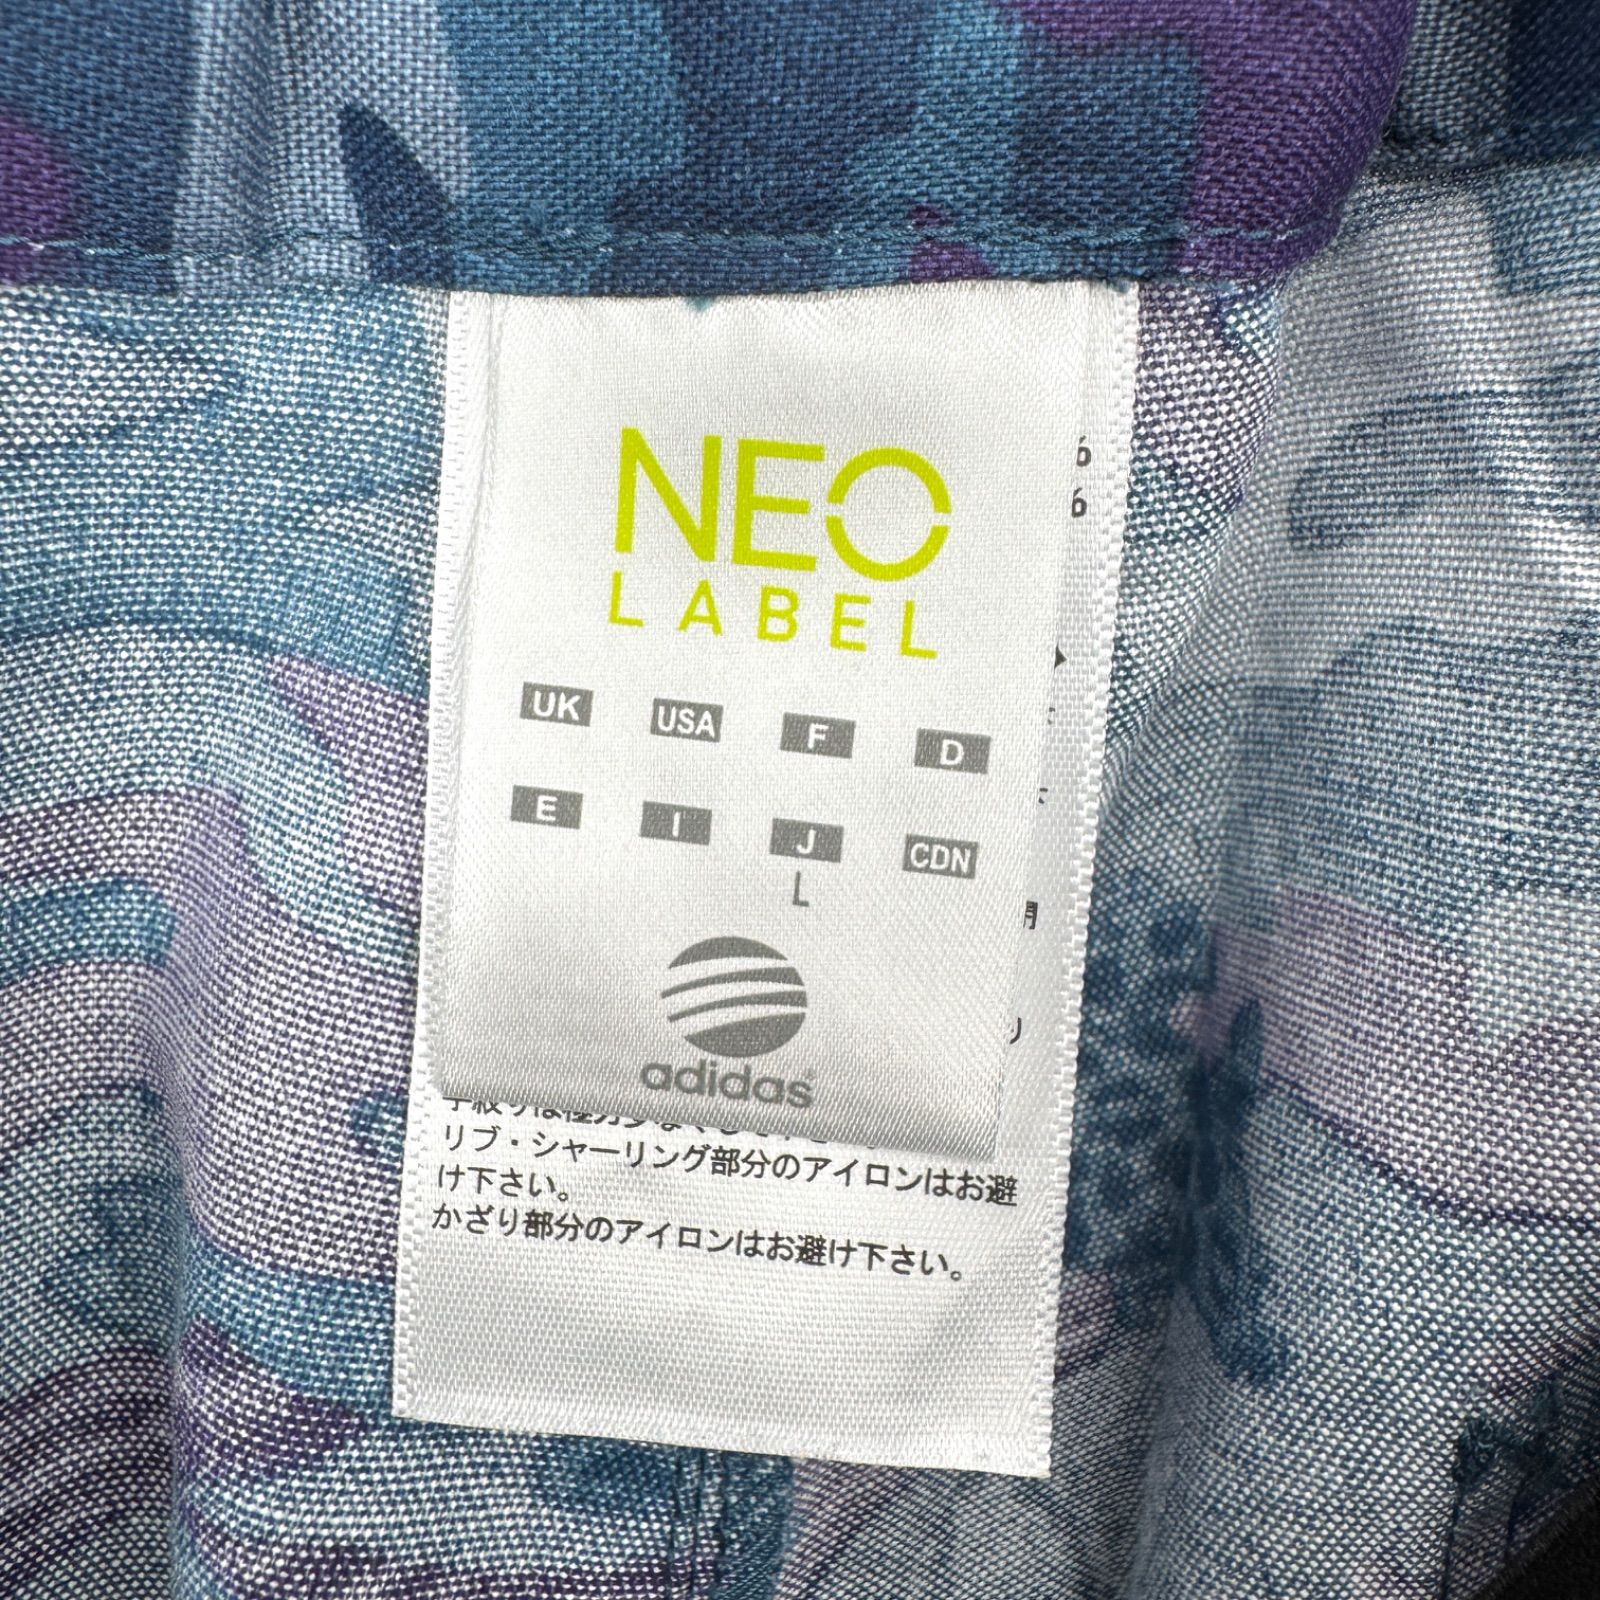 NEO
LABEL
UK USA F D
E I J CDN
L
adidas
リブ・シャーリング部分のアイロンはお避
け下さい。
かざり部分のアイロンはお避け下さい。